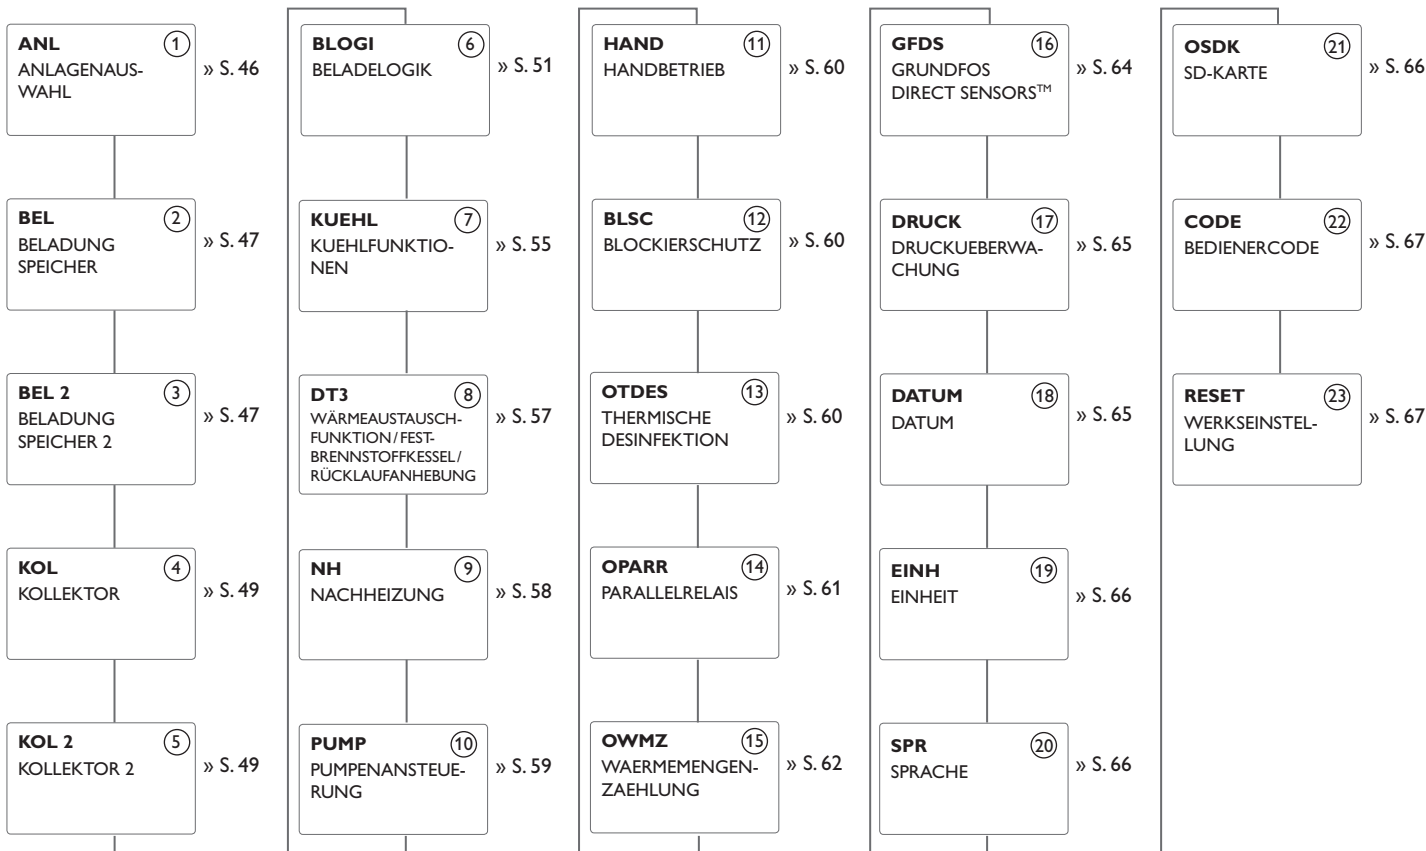 ANL 1
ANLAGENAUS-
WAHL
» S. 46
BEL 2
BELADUNG
SPEICHER
» S. 47
BEL 2 3
BELADUNG
SPEICHER 2
» S. 47
KOL 4
KOLLEKTOR
» S. 49
KOL 2 5
KOLLEKTOR 2
» S. 49
BLOGI 6
BELADELOGIK
» S. 51
KUEHL 7
KUEHLFUNKTIO-
NEN
» S. 55
DT3 8
WÄRMEAUSTAUSCH-
FUNKTION / FEST-
BRENNSTOFFKESSEL /
RÜCKLAUFANHEBUNG
» S. 57
NH 9
NACHHEIZUNG
» S. 58
PUMP 10
PUMPENANSTEUE-
RUNG
» S. 59
HAND 11
HANDBETRIEB
» S. 60
BLSC 12
BLOCKIERSCHUTZ
» S. 60
OTDES 13
THERMISCHE
DESINFEKTION
» S. 60
OPARR 14
PARALLELRELAIS
» S. 61
OWMZ 15
WAERMEMENGEN-
ZAEHLUNG
» S. 62
GFDS 16
GRUNDFOS
DIRECT SENSORS™
» S. 64
DRUCK 17
DRUCKUEBERWA-
CHUNG
» S. 65
DATUM 18
DATUM
» S. 65
EINH 19
EINHEIT
» S. 66
SPR 20
SPRACHE
» S. 66
OSDK 21
SD-KARTE
» S. 66
CODE 22
BEDIENERCODE
» S. 67
RESET 23
WERKSEINSTEL-
LUNG
» S. 67